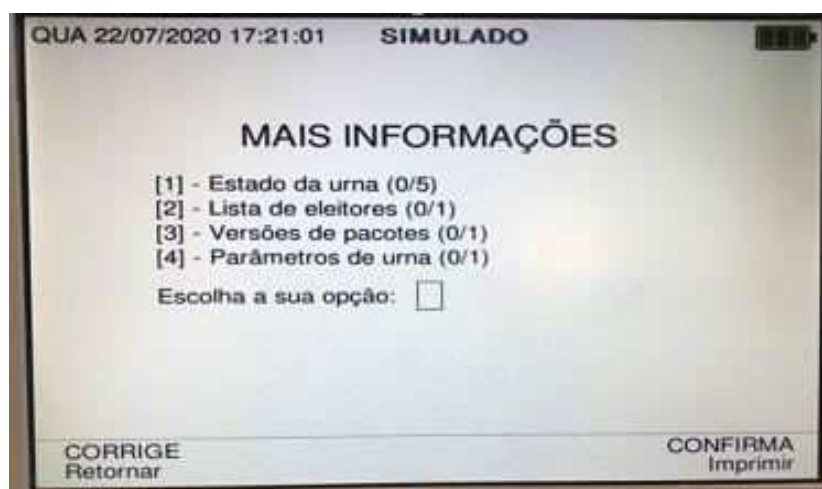 QUA 22/07/2020 17:21:01 SIMULADO
MAIS INFORMAÇÕES
[1] - Estado da urna (0/5)
[2] - Lista de eleitores (0/1)
[3] - Versões de pacotes (0/1)
[4] - Parâmetros de urna (0/1)
Escolha a sua opção:
CORRIGE CONFIRMA
Retornar Imprimir